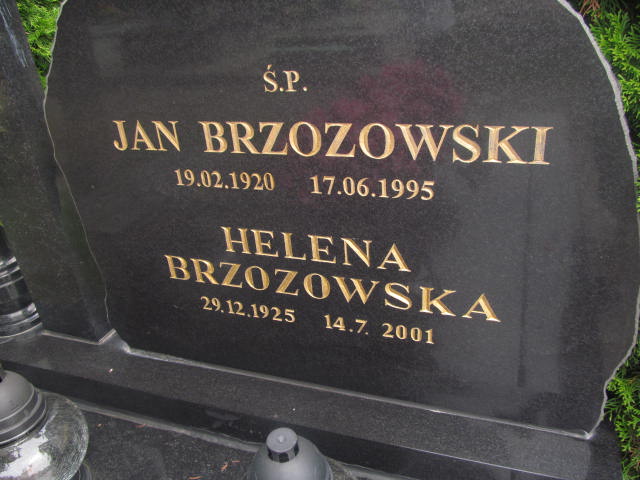 Ś.P.
JAN BRZOZOWSKI
19.02.1920 17.06.1995
HELENA
BRZOZOWSKA
29.12.1925 14.7. 2001